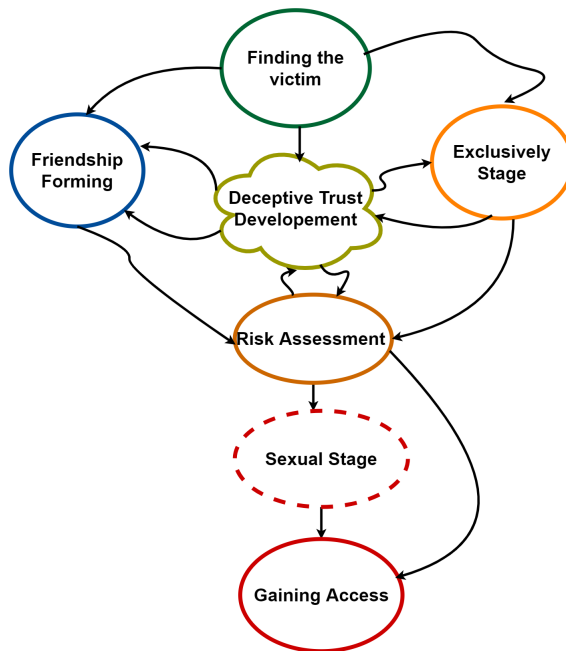 Finding the
victim
Friendship
Forming
Exclusively
Stage
Deceptive Trust
Developement
Risk Assessment
Sexual Stage
Gaining Access